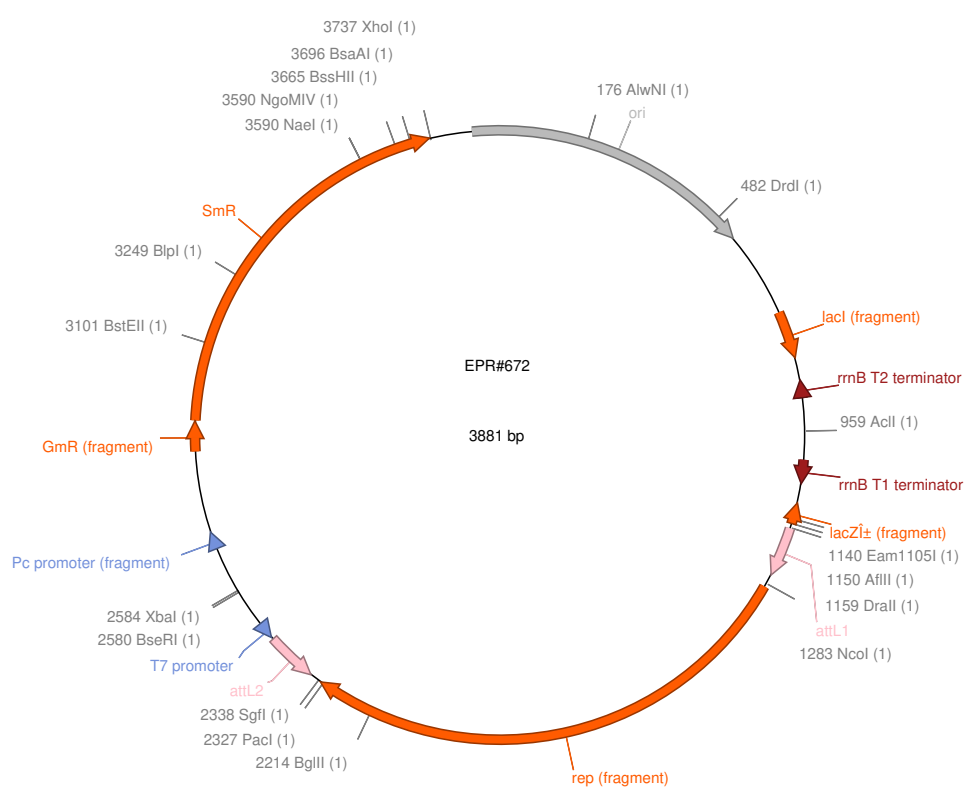 3737 XhoI (1)
3696 BsaAI (1)
3665 BssHII (1)
3590 NgoMIV (1)
3590 NaeI (1)
176 AlwNI (1)
ori
482 DrdI (1)
SmR
3249 BlpI (1)
3101 BstEII (1)
lacI (fragment)
EPR#672
rrnB T2 terminator
959 AclI (1)
3881 bp
GmR (fragment)
rrnB T1 terminator
lacZÎ± (fragment)
1140 Eam1105I (1)
Pc promoter (fragment)
1150 AflII (1)
1159 DraII (1)
2584 XbaI (1)
attL1
2580 BseRI (1)
1283 NcoI (1)
T7 promoter
attL2
2338 SgfI (1)
2327 PacI (1)
2214 BglII (1)
rep (fragment)